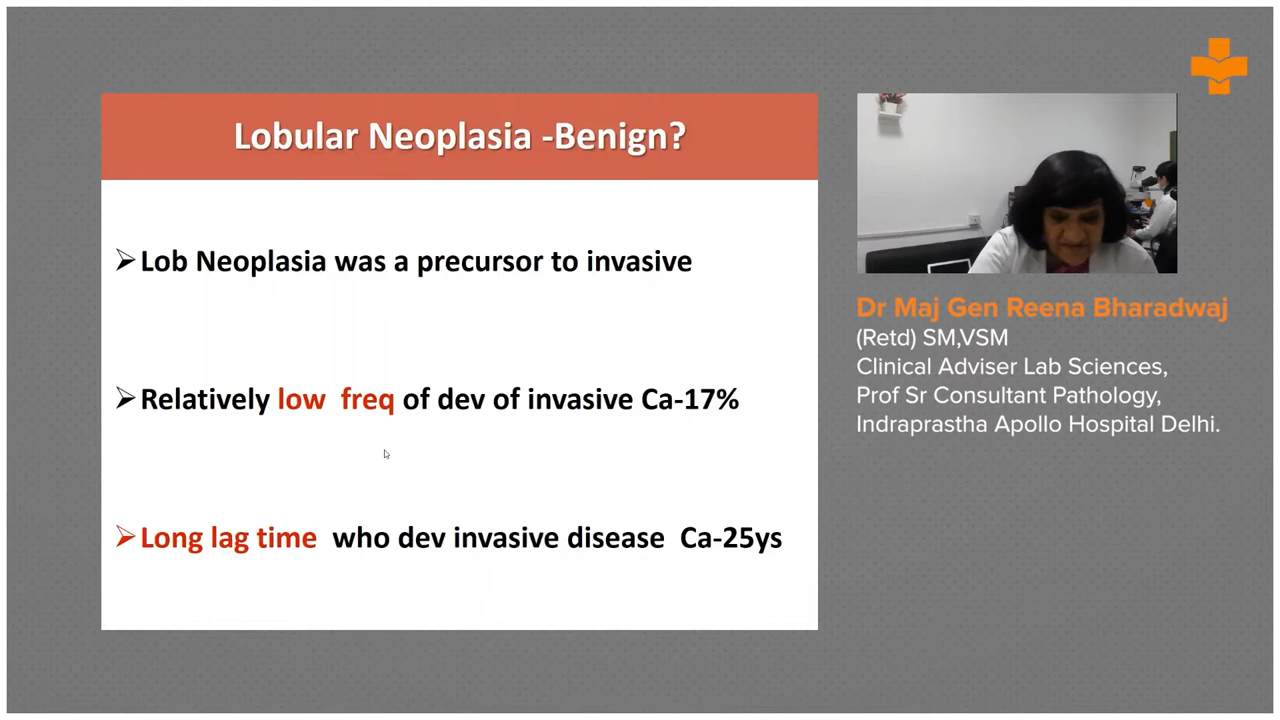 Lobular Neoplasia -Benign?
Lob Neoplasia was a precursor to invasive
Relatively low freq of dev of invasive Ca-17%
Long lag time who dev invasive disease Ca-25ys
Dr Maj Gen Reena Bharadwaj
(Retd) SM,VSM
Clinical Adviser Lab Sciences,
Prof Sr Consultant Pathology,
Indraprastha Apollo Hospital Delhi.